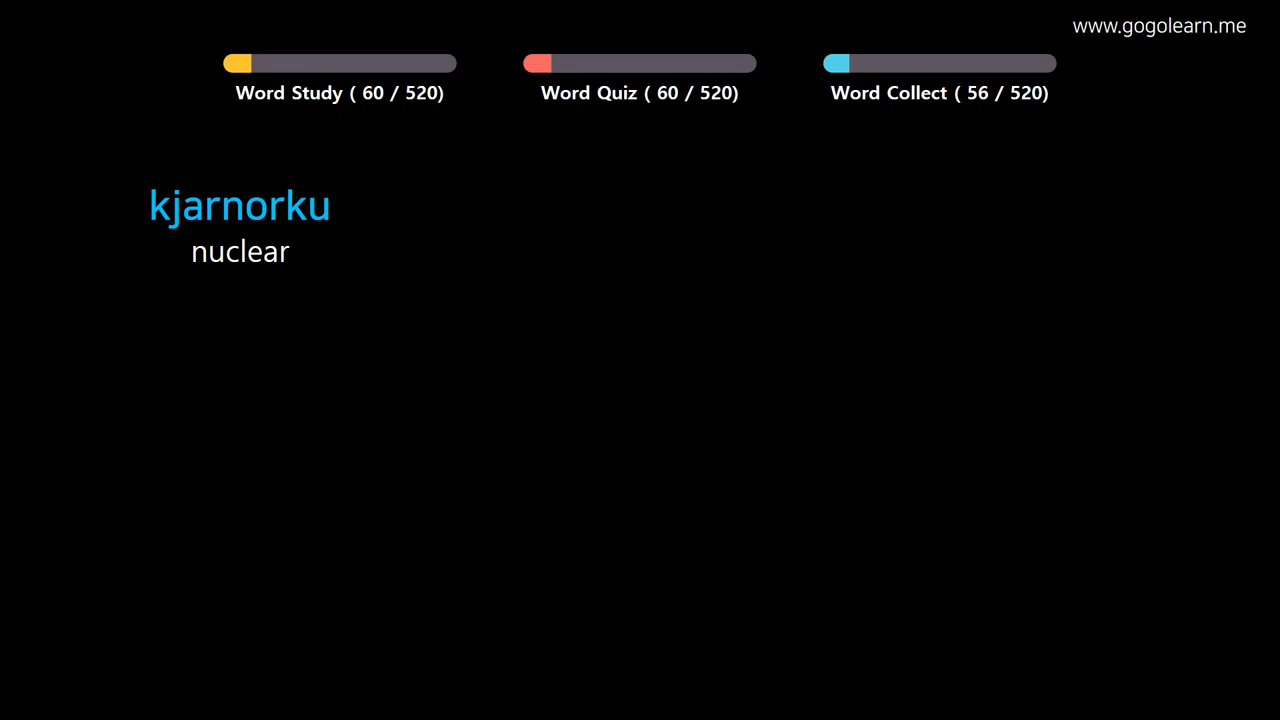 www.gogolearn.me
Word Study ( 60 / 520)
Word Quiz ( 60 / 520)
Word Collect ( 56 / 520)
kjarnorku
nuclear